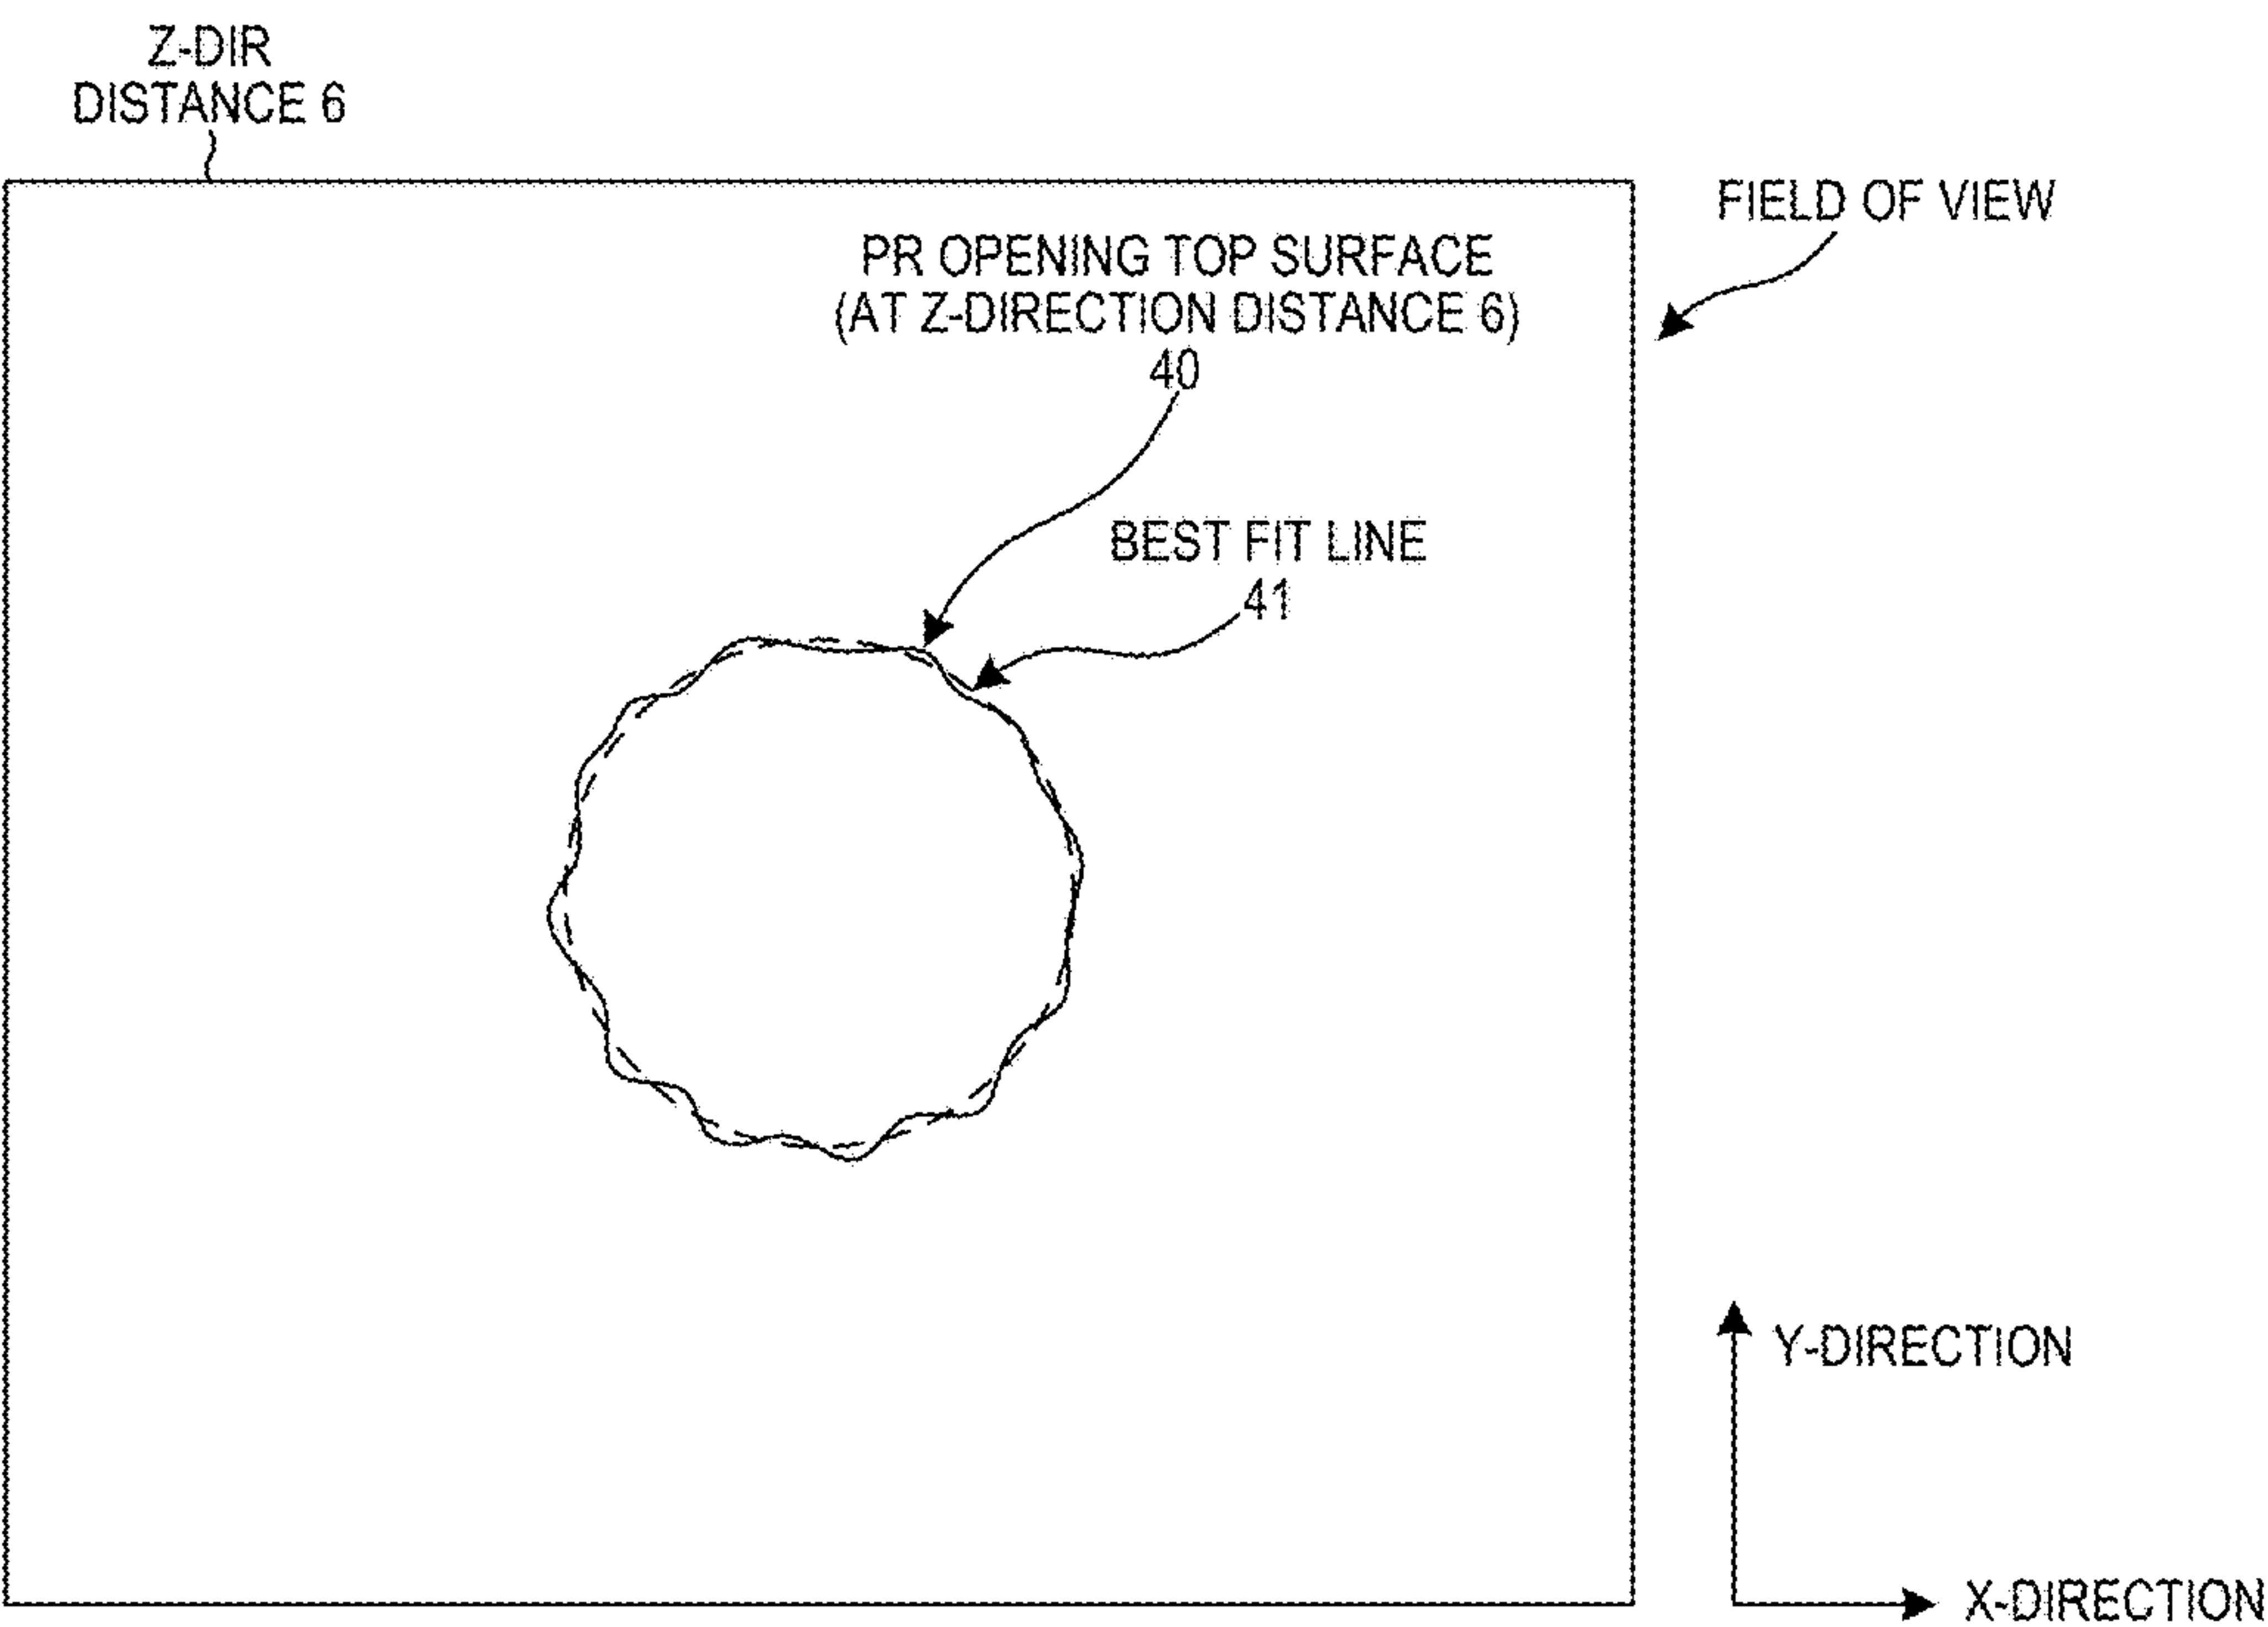 Z-DIR
DISTANCE 6
FIELD OF VIEW
PR OPENING TOP SURFACE
(AT Z-DIRECTION DISTANCE 6)
40
BEST FIT LINE
41
Y-DIRECTION
X-DIRECTION